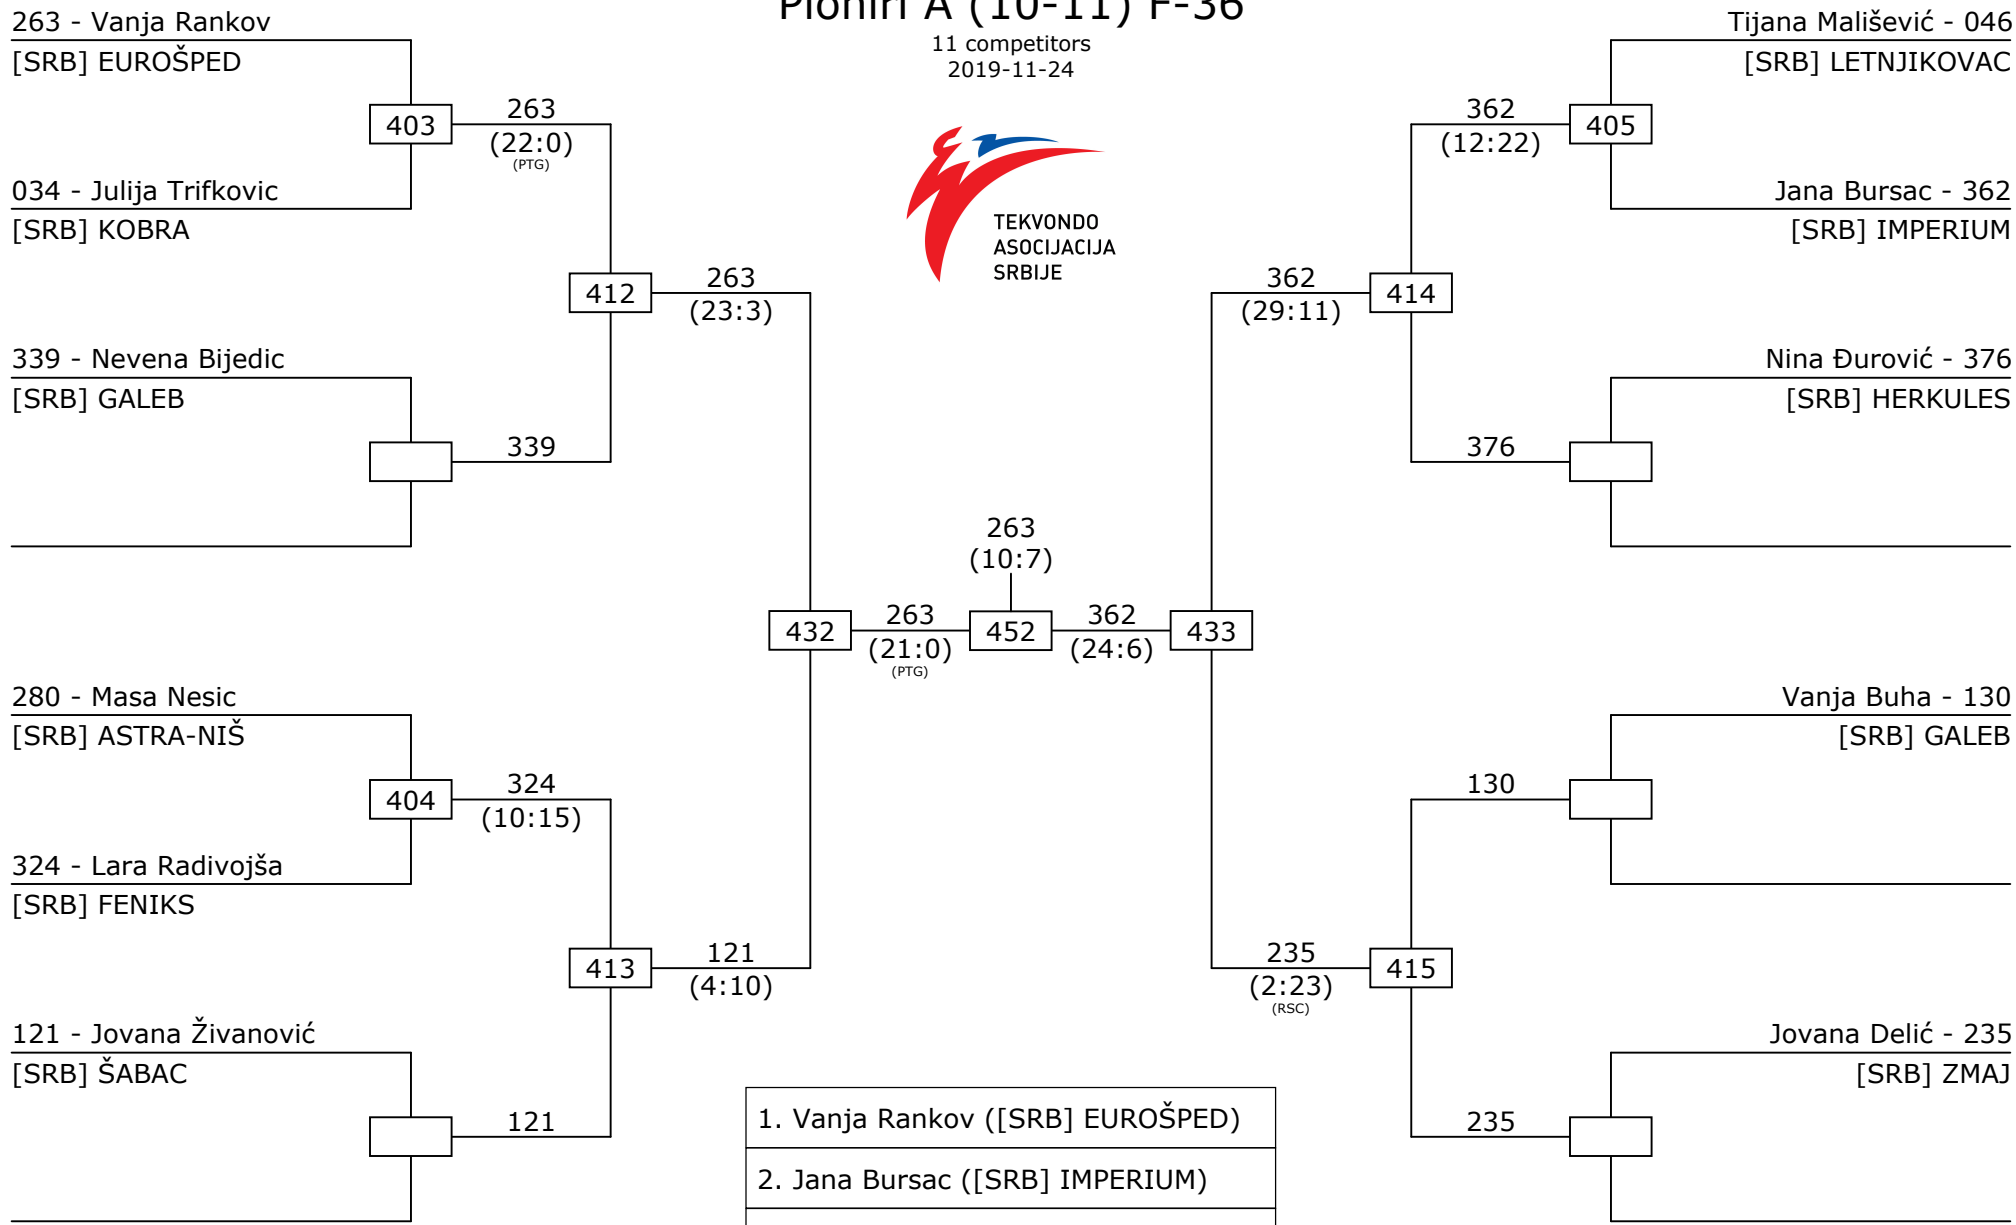 Pioniri A (10-11) F-36
11 competitors
2019-11-24
TEKVONDO
ASOCIJACIJA
SRBIJE
263 - Vanja Rankov
[SRB] EUROŠPED
403
263
(22:0)
(PTG)
034 - Julija Trifkovic
[SRB] KOBRA
412
263
(23:3)
339 - Nevena Bijedic
[SRB] GALEB
339
432
263
(21:0)
(PTG)
280 - Masa Nesic
[SRB] ASTRA-NIŠ
404
324
(10:15)
324 - Lara Radivojša
[SRB] FENIKS
413
121
(4:10)
121 - Jovana Živanović
[SRB] ŠABAC
121
263
(10:7)
452
Tijana Mališević - 046
[SRB] LETNJIKOVAC
362
(12:22)
405
Jana Bursac - 362
[SRB] IMPERIUM
362
(29:11)
414
Nina Đurović - 376
[SRB] HERKULES
376
362
(24:6)
433
Vanja Buha - 130
[SRB] GALEB
130
235
(2:23)
(RSC)
415
Jovana Delić - 235
[SRB] ZMAJ
235
1. Vanja Rankov ([SRB] EUROŠPED)
2. Jana Bursac ([SRB] IMPERIUM)